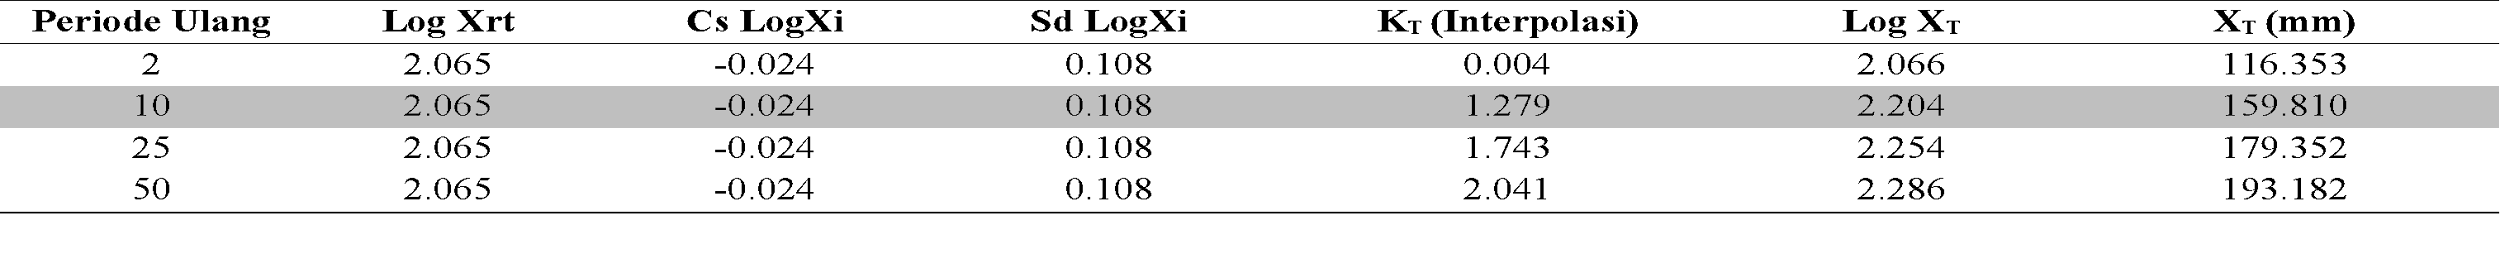 Periode Ulang Log Xrt Cs LogXi Sd LogXi KT (Interpolasi) Log XT XT (mm)
2 2.065 -0.024 0.108 0.004 2.066 116.353
10 2.065 -0.024 0.108 1.279 2.204 159.810
25 2.065 -0.024 0.108 1.743 2.254 179.352
50 2.065 -0.024 0.108 2.041 2.286 193.182